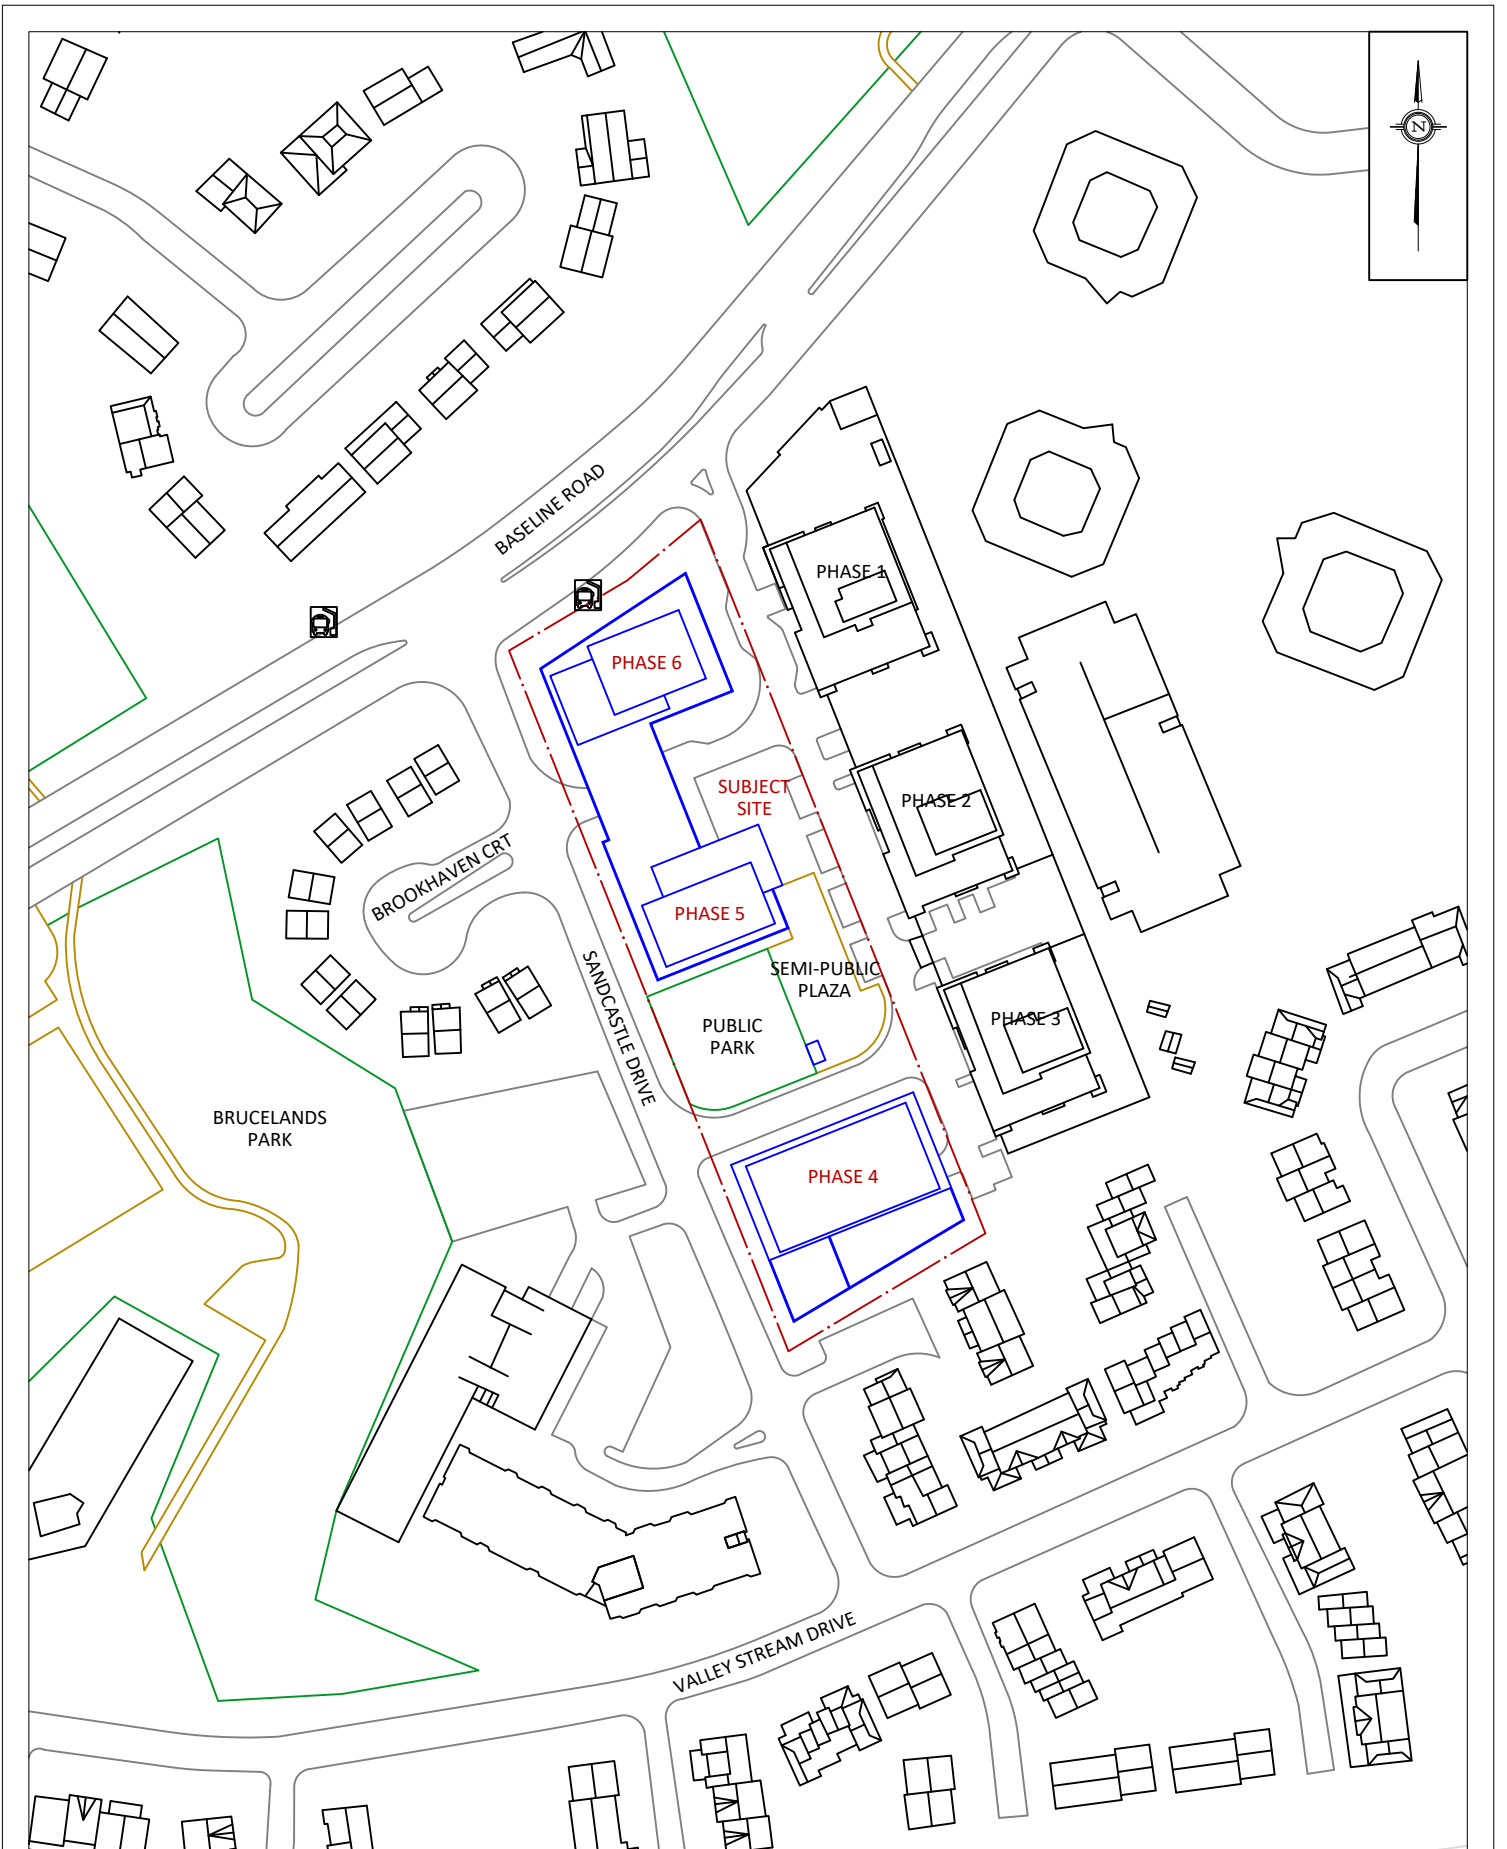 N
BASELINE ROAD
PHASE 1
PHASE 6
SUBJECT
SITE
PHASE 2
BROOKHAVEN CRT
PHASE 5
SANDCASTLE DRIVE
SEMI-PUBLIC
PLAZA
PUBLIC
PARK
PHASE 3
BRUCELANDS
PARK
PHASE 4
VALLEY STREAM DRIVE